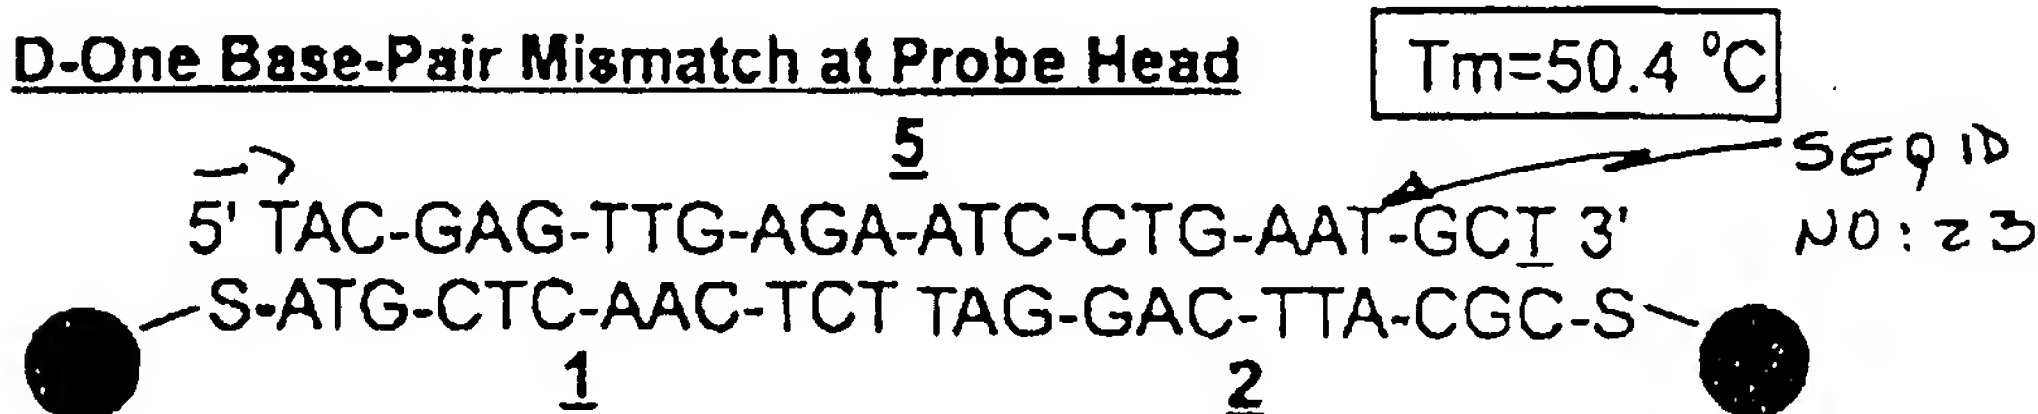 D-One Base-Pair Mismatch at Probe Head
Tm=50.4 °C
5
SEQ ID
NO: 23
5' TAC-GAG-TTG-AGA-ATC-CTG-AAT-GCT 3'
S-ATG-CTC-AAC-TCT TAG-GAC-TTA-CGC-S
1
2